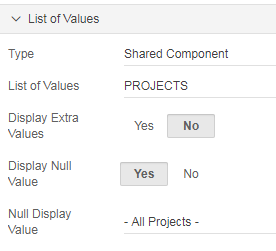 List of Values
Type Shared Component
List of Values PROJECTS
Display Extra
Values
Yes No
Display Null
Value
Yes No
Null Display
Value
- All Projects -